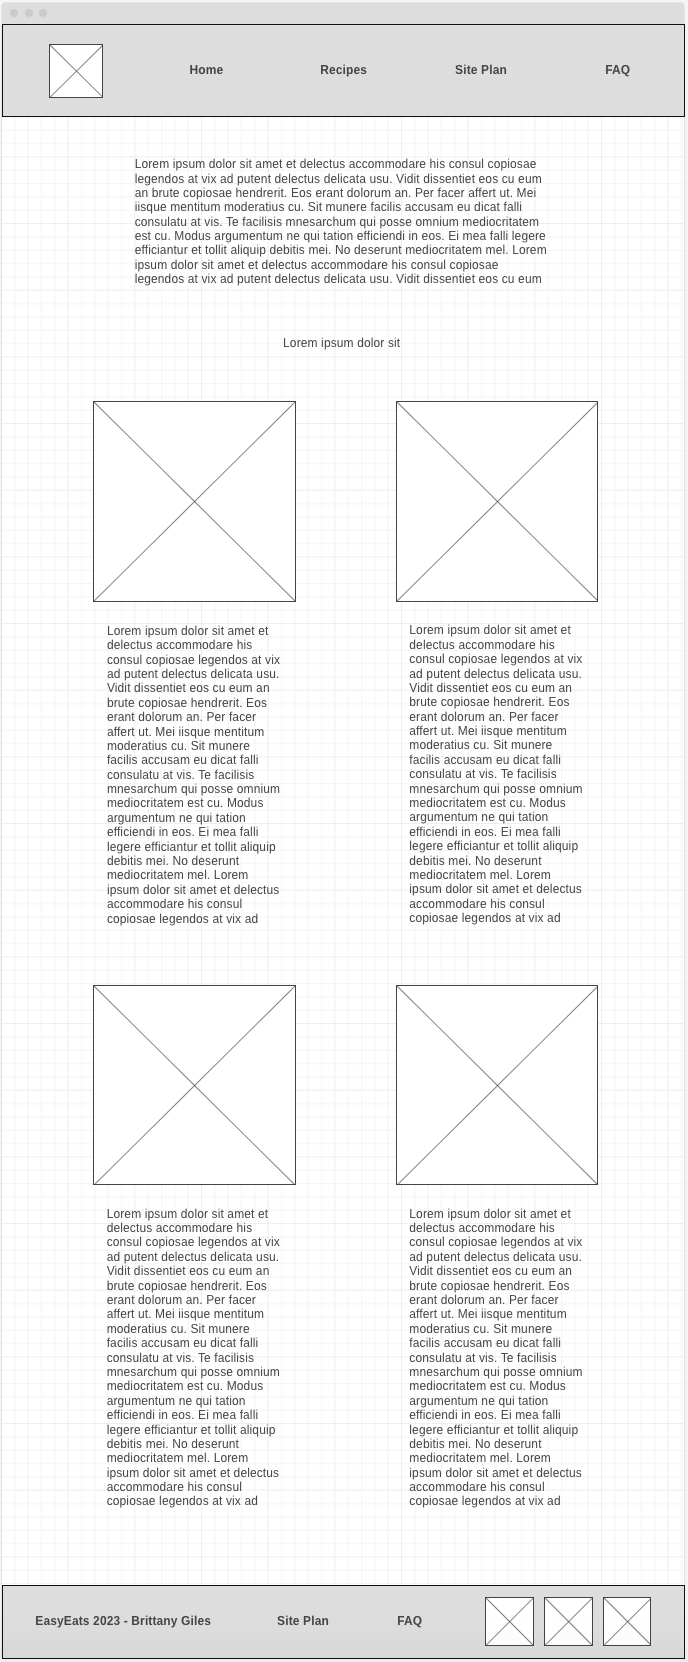 Home Recipes Site Plan FAQ
Lorem ipsum dolor sit amet et delectus accommodare his consul copiosae
legendos at vix ad putent delectus delicata usu. Vidit dissentiet eos cu eum
an brute copiosae hendrerit. Eos erant dolorum an. Per facer affert ut. Mei
iisque mentitum moderatius cu. Sit munere facilis accusam eu dicat falli
consulatu at vis. Te facilisis mnesarchum qui posse omnium mediocritatem
est cu. Modus argumentum ne qui tation efficiendi in eos. Ei mea falli legere
efficiantur et tollit aliquip debitis mei. No deserunt mediocritatem mel. Lorem
ipsum dolor sit amet et delectus accommodare his consul copiosae
legendos at vix ad putent delectus delicata usu. Vidit dissentiet eos cu eum
Lorem ipsum dolor sit
Lorem ipsum dolor sit amet et
delectus accommodare his
consul copiosae legendos at vix
ad putent delectus delicata usu.
Vidit dissentiet eos cu eum an
brute copiosae hendrerit. Eos
erant dolorum an. Per facer
affert ut. Mei iisque mentitum
moderatius cu. Sit munere
facilis accusam eu dicat falli
consulatu at vis. Te facilisis
mnesarchum qui posse omnium
mediocritatem est cu. Modus
argumentum ne qui tation
efficiendi in eos. Ei mea falli
legere efficiantur et tollit aliquip
debitis mei. No deserunt
mediocritatem mel. Lorem
ipsum dolor sit amet et delectus
accommodare his consul
copiosae legendos at vix ad
Lorem ipsum dolor sit amet et
delectus accommodare his
consul copiosae legendos at vix
ad putent delectus delicata usu.
Vidit dissentiet eos cu eum an
brute copiosae hendrerit. Eos
erant dolorum an. Per facer
affert ut. Mei iisque mentitum
moderatius cu. Sit munere
facilis accusam eu dicat falli
consulatu at vis. Te facilisis
mnesarchum qui posse omnium
mediocritatem est cu. Modus
argumentum ne qui tation
efficiendi in eos. Ei mea falli
legere efficiantur et tollit aliquip
debitis mei. No deserunt
mediocritatem mel. Lorem
ipsum dolor sit amet et delectus
accommodare his consul
copiosae legendos at vix ad
Lorem ipsum dolor sit amet et
delectus accommodare his
consul copiosae legendos at vix
ad putent delectus delicata usu.
Vidit dissentiet eos cu eum an
brute copiosae hendrerit. Eos
erant dolorum an. Per facer
affert ut. Mei iisque mentitum
moderatius cu. Sit munere
facilis accusam eu dicat falli
consulatu at vis. Te facilisis
mnesarchum qui posse omnium
mediocritatem est cu. Modus
argumentum ne qui tation
efficiendi in eos. Ei mea falli
legere efficiantur et tollit aliquip
debitis mei. No deserunt
mediocritatem mel. Lorem
ipsum dolor sit amet et delectus
accommodare his consul
copiosae legendos at vix ad
Lorem ipsum dolor sit amet et
delectus accommodare his
consul copiosae legendos at vix
ad putent delectus delicata usu.
Vidit dissentiet eos cu eum an
brute copiosae hendrerit. Eos
erant dolorum an. Per facer
affert ut. Mei iisque mentitum
moderatius cu. Sit munere
facilis accusam eu dicat falli
consulatu at vis. Te facilisis
mnesarchum qui posse omnium
mediocritatem est cu. Modus
argumentum ne qui tation
efficiendi in eos. Ei mea falli
legere efficiantur et tollit aliquip
debitis mei. No deserunt
mediocritatem mel. Lorem
ipsum dolor sit amet et delectus
accommodare his consul
copiosae legendos at vix ad
EasyEats 2023 - Brittany Giles Site Plan FAQ